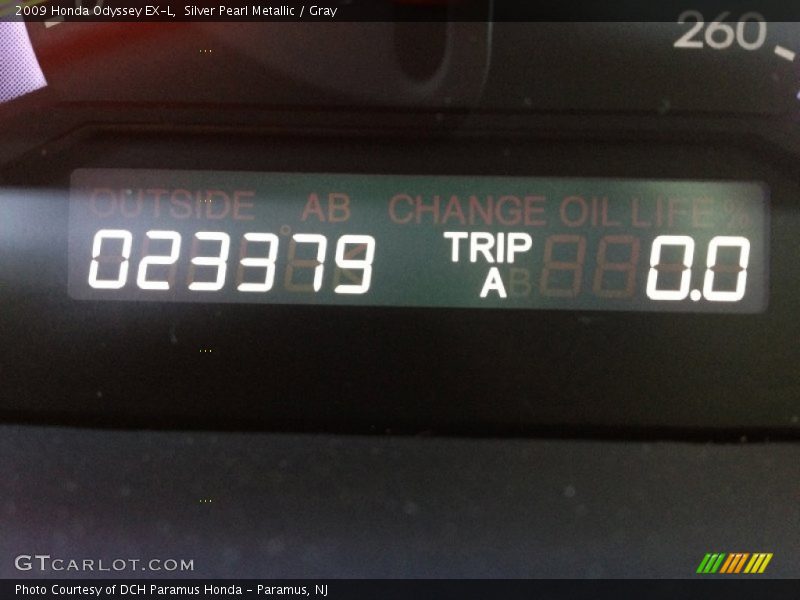 2009 Honda Odyssey EX-L, Silver Pearl Metallic / Gray
260
OUTSIDE AB CHANGE OIL LIFE %
023379 TRIP 0.0
A B
GTCARLOT.COM
Photo Courtesy of DCH Paramus Honda - Paramus, NJ